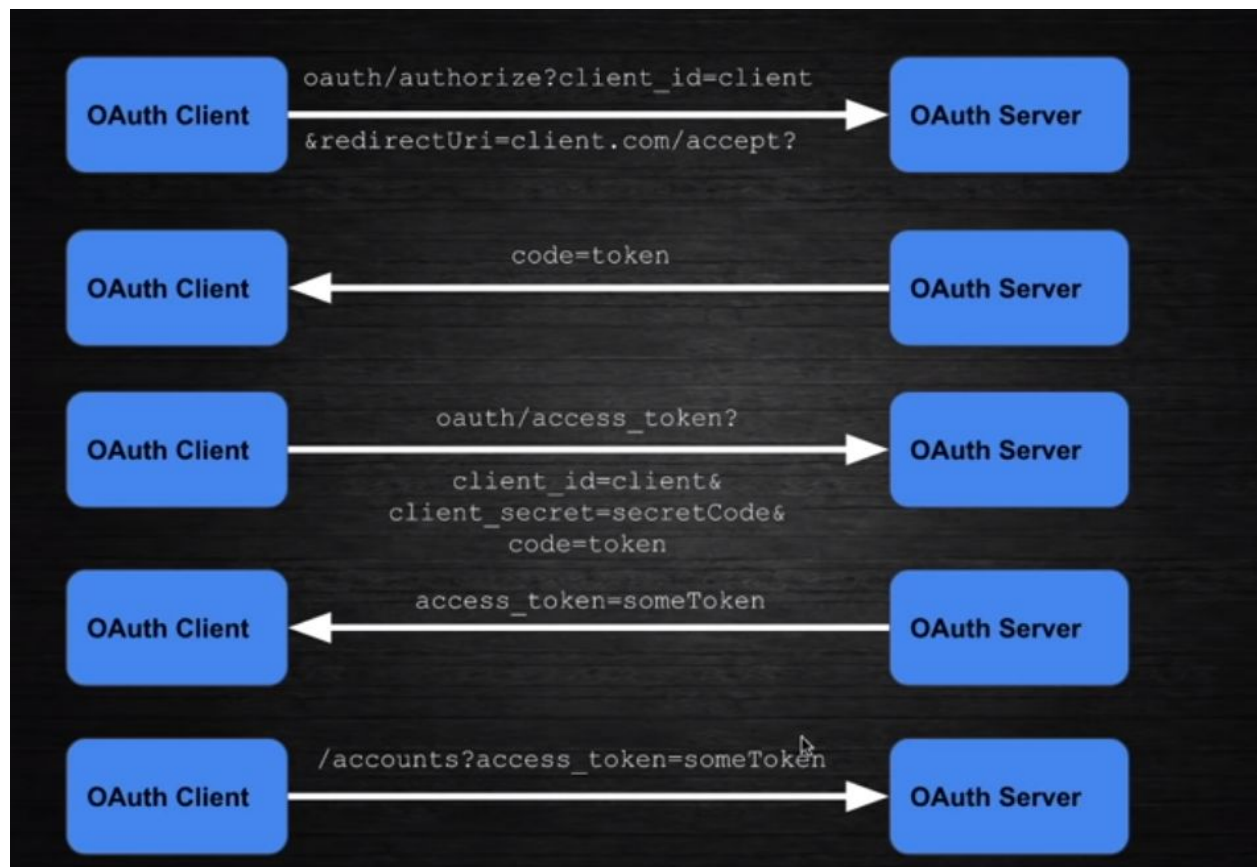 oauth/authorize?client_id=client
OAuth Client
OAuth Server
&redirectUri=client.com/accept?
code=token
OAuth Client
OAuth Server
oauth/access_token?
OAuth Client
OAuth Server
client_id=client&
client_secret=secretCode&
code=token
access_token=someToken
OAuth Client
OAuth Server
/accounts?access_token=someToken
OAuth Client
OAuth Server